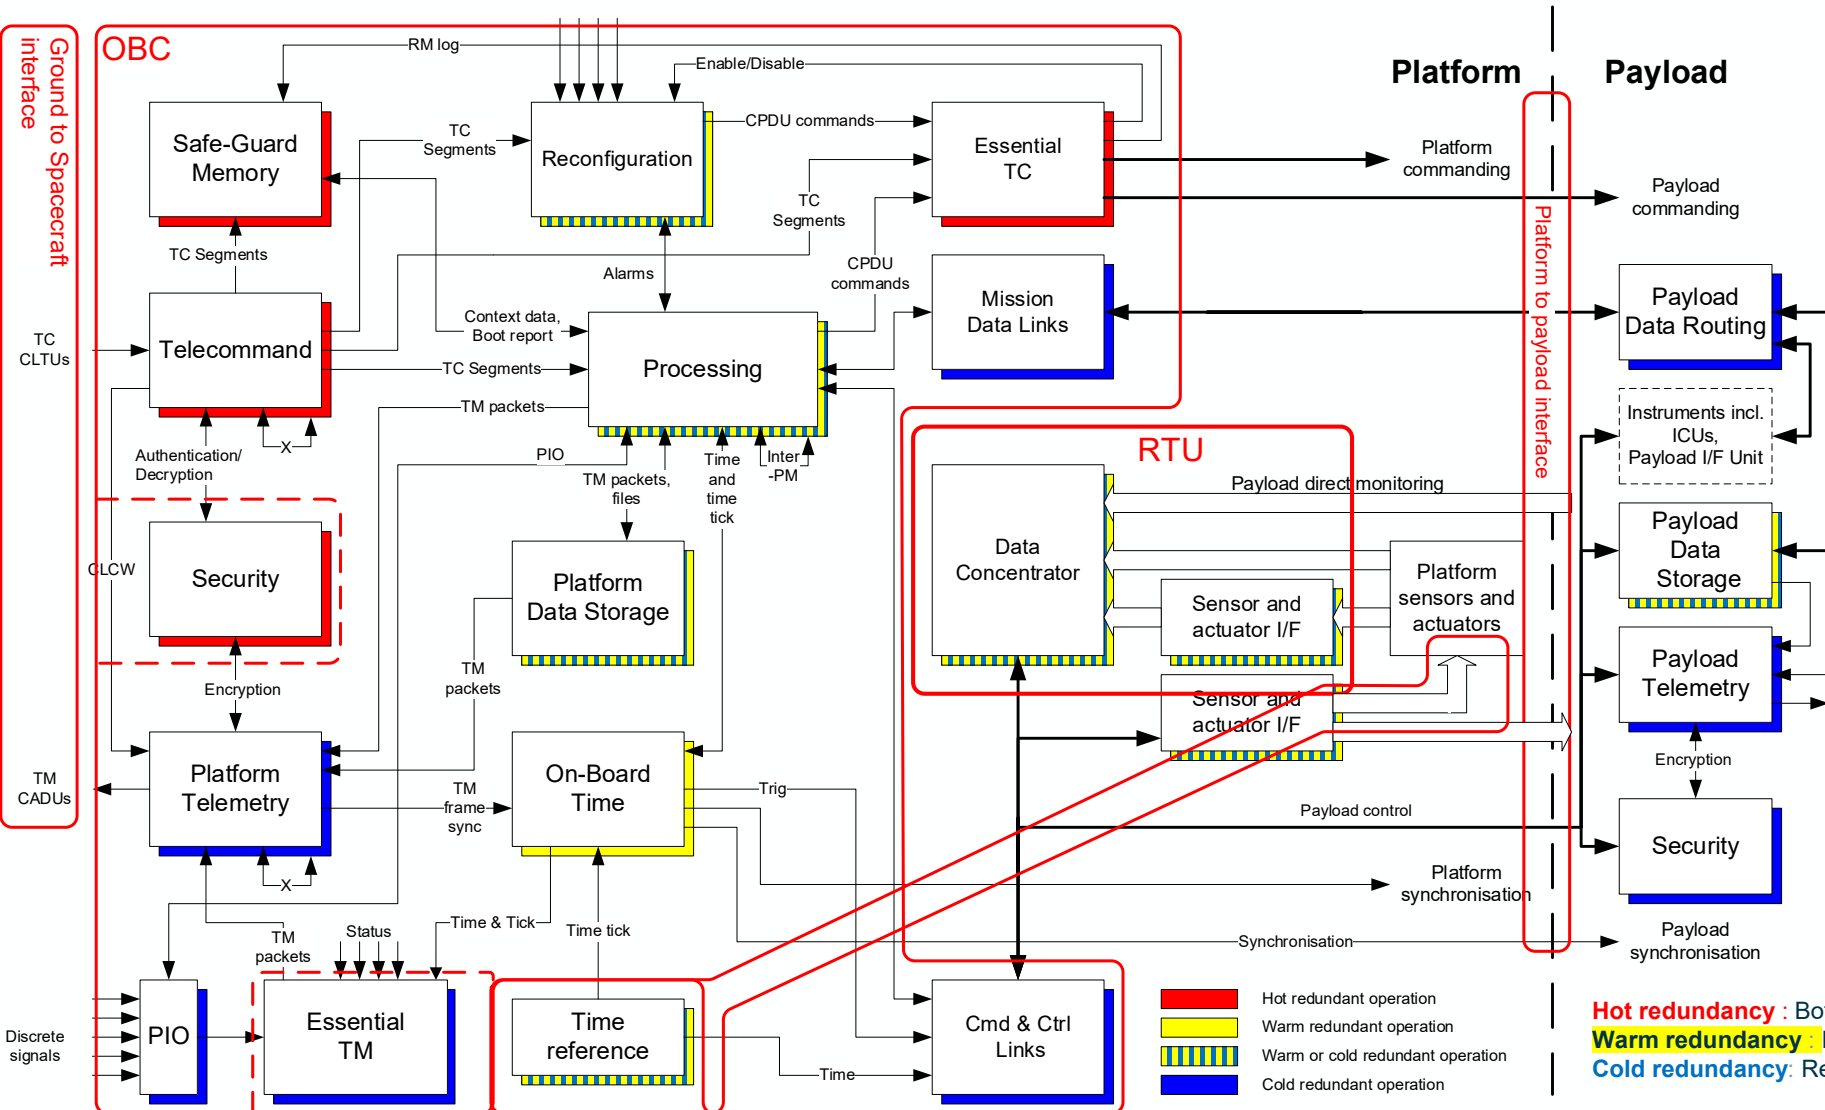 Ground to Spacecraft
interface
OBC
RM log
Enable/Disable
Platform
Payload
Safe-Guard
Memory
TC
Segments
Reconfiguration
CPDU commands
Essential
TC
Platform
commanding
TC
Segments
Payload
commanding
TC Segments
Alarms
CPDU
commands
Platform to payload interface
Mission
Data Links
Payload
Data Routing
TC
CLTUs
Telecommand
Context data,
Boot report
Processing
TC Segments
TM packets
X
Authentication/
Decryption
PIO
TM packets,
files
Time
and
time
tick
Inter
-PM
RTU
Instruments incl.
ICUs,
Payload I/F Unit
Payload direct monitoring
Security
CLCW
Platform
Data Storage
Data
Concentrator
Sensor and
actuator I/F
Platform
sensors and
actuators
Payload
Data
Storage
TM
packets
Encryption
Sensor and
actuator I/F
Payload
Telemetry
TM
CADUs
Platform
Telemetry
TM
frame
sync
On-Board
Time
Trig
Encryption
Payload control
Security
X
Platform
synchronisation
Time & Tick
Time tick
Status
TM
packets
Synchronisation
Payload
synchronisation
Discrete
signals
PIO
Essential
TM
Time
reference
Time
Cmd & Ctrl
Links
Hot redundant operation
Warm redundant operation
Warm or cold redundant operation
Cold redundant operation
Hot redundancy : Bo
Warm redundancy :
Cold redundancy: Re